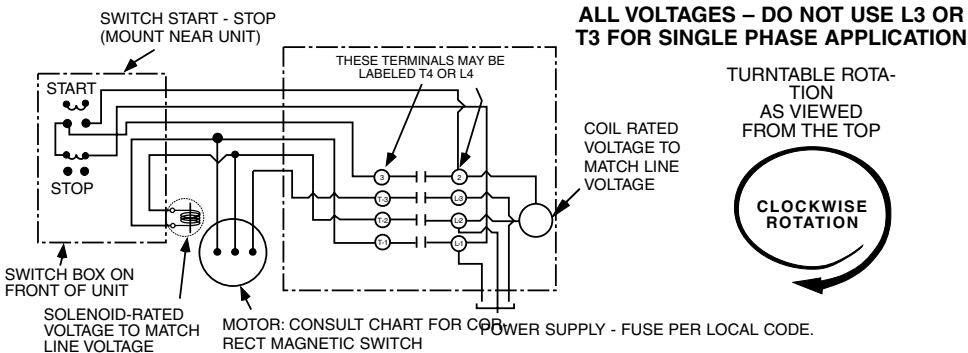 SWITCH START - STOP
(MOUNT NEAR UNIT)
ALL VOLTAGES – DO NOT USE L3 OR
T3 FOR SINGLE PHASE APPLICATION
THESE TERMINALS MAY BE
LABELED T4 OR L4
START
STOP
TURNTABLE ROTA-
TION
AS VIEWED
FROM THE TOP
COIL RATED
VOLTAGE TO
MATCH LINE
VOLTAGE
3
2
T-3
L-3
T-2
L-2
T-1
L-1
CLOCKWISE
ROTATION
SWITCH BOX ON
FRONT OF UNIT
SOLENOID-RATED
VOLTAGE TO MATCH
LINE VOLTAGE
MOTOR: CONSULT CHART FOR COR-
RECT MAGNETIC SWITCH
POWER SUPPLY - FUSE PER LOCAL CODE.